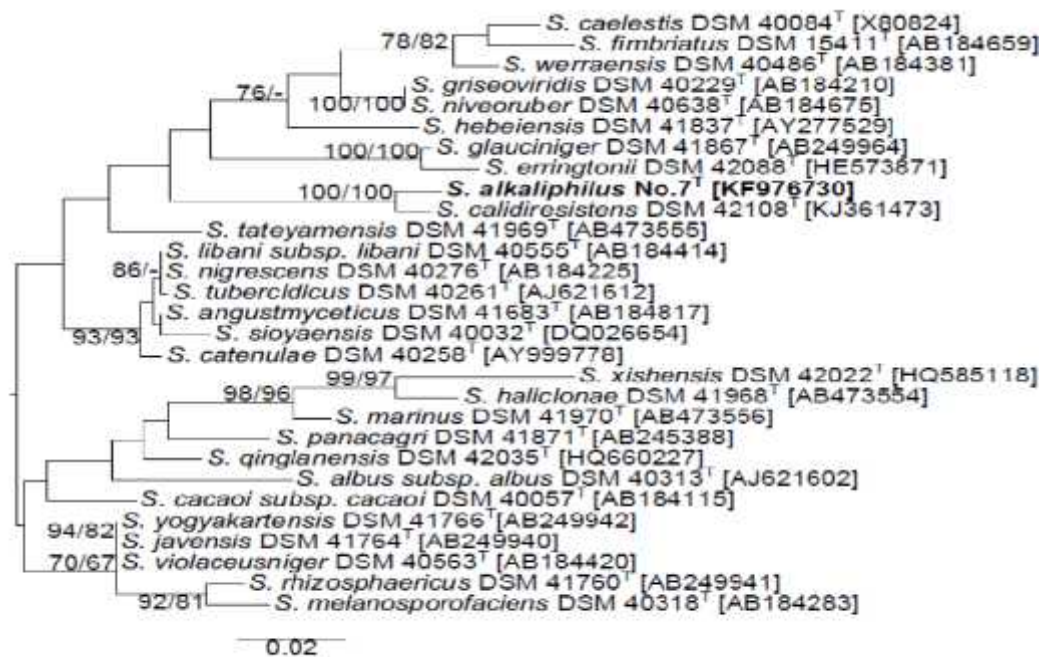 S. caelestis DSM 40084ᵀ [X80824]
78/82
S. fimbriatus DSM 15411ᵀ [AB184659]
S. werraensis DSM 40486ᵀ [AB184381]
S. griseoviridis DSM 40229ᵀ [AB184210]
76/-
100/100
S. niveoruber DSM 40638ᵀ [AB184675]
S. hebeiensis DSM 41837ᵀ [AY277529]
S. glauciniger DSM 41867ᵀ [AB249964]
100/100
S. erringtonii DSM 42088ᵀ [HE573871]
S. alkaliphilus No.7ᵀ [KF976730]
100/100
S. calidiresistens DSM 42108ᵀ [KJ361473]
S. tateyamensis DSM 41969ᵀ [AB473555]
S. libani subsp. libani DSM 40555ᵀ [AB184414]
86/-
S. nigrescens DSM 40276ᵀ [AB184225]
S. tubercidicus DSM 40261ᵀ [AJ621612]
S. angustmyceticus DSM 41683ᵀ [AB184817]
93/93
S. sioyaensis DSM 40032ᵀ [DQ026654]
S. catenulae DSM 40258ᵀ [AY999778]
99/97
S. xishensis DSM 42022ᵀ [HQ585118]
98/96
S. haliclonae DSM 41968ᵀ [AB473554]
S. marinus DSM 41970ᵀ [AB473556]
S. panacagri DSM 41871ᵀ [AB245388]
S. qinglanensis DSM 42035ᵀ [HQ660227]
S. albus subsp. albus DSM 40313ᵀ [AJ621602]
S. cacaoi subsp. cacaoi DSM 40057ᵀ [AB184115]
S. yogyakartensis DSM 41766ᵀ [AB249942]
94/82
S. javensis DSM 41764ᵀ [AB249940]
70/67
S. violaceusniger DSM 40563ᵀ [AB184420]
S. rhizosphaericus DSM 41760ᵀ [AB249941]
92/81
S. melanosporofaciens DSM 40318ᵀ [AB184283]
0.02